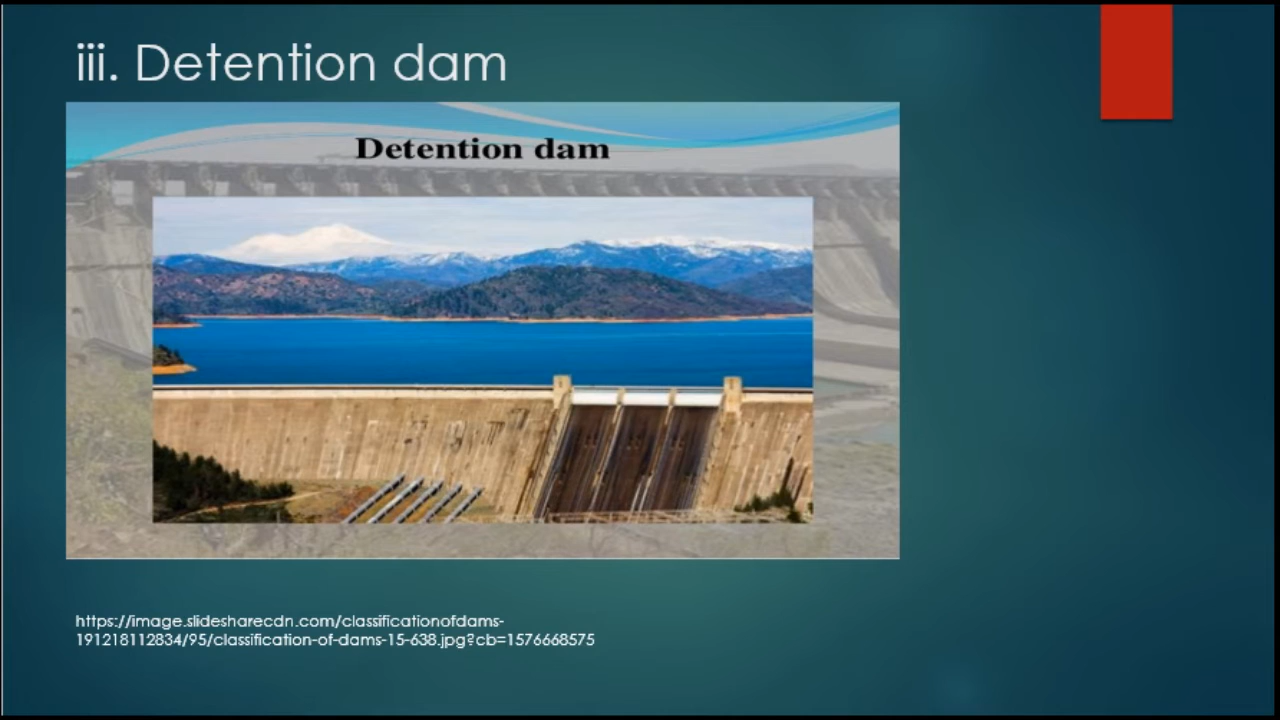 iii. Detention dam
Detention dam
https://image.slidesharecdn.com/classificationofdams-
191218112834/95/classification-of-dams-15-638.jpg?cb=1576668575